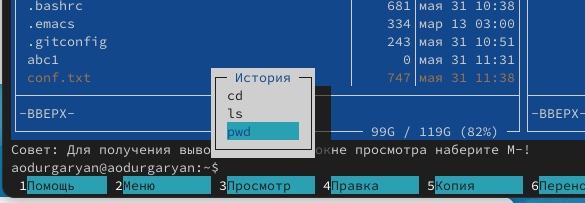 .bashrc 681 мая 31 10:38
.emacs 334 мар 13 03:00
.gitconfig 243 мая 31 10:51
abc1 0 мая 31 11:31
conf.txt 747 мая 31 11:38
История
cd
ls
pwd
-ВВЕРХ- -ВВЕРХ-
99G / 119G (82%)
Совет: Для получения выво окне просмотра наберите M-!
aodurgaryan@aodurgaryan:~$
1Помощь 2Меню 3Просмотр 4Правка 5Копия 6Перено